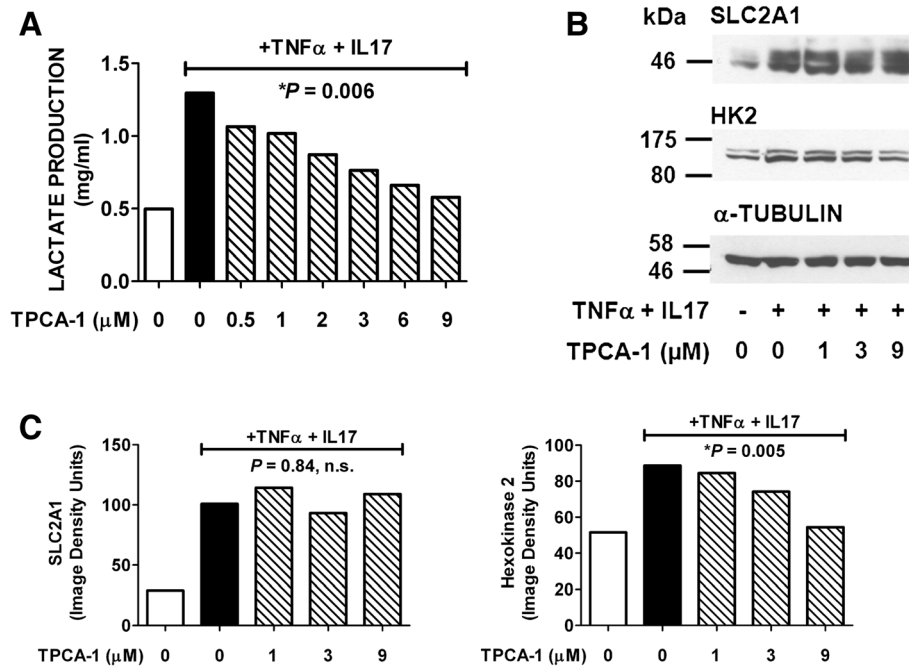 A
+TNFα + IL17
*P = 0.006
LACTATE PRODUCTION
(mg/ml)
1.5
1.0
0.5
0.0
TPCA-1 (μM) 0 0 0.5 1 2 3 6 9
B
kDa SLC2A1
46
HK2
175
80
α-TUBULIN
58
46
TNFα + IL17 - + + + +
TPCA-1 (μM) 0 0 1 3 9
C
+TNFα + IL17
P = 0.84, n.s.
SLC2A1
(Image Density Units)
150
100
50
0
TPCA-1 (μM) 0 0 1 3 9
+TNFα + IL17
*P = 0.005
Hexokinase 2
(Image Density Units)
100
80
60
40
20
0
TPCA-1 (μM) 0 0 1 3 9